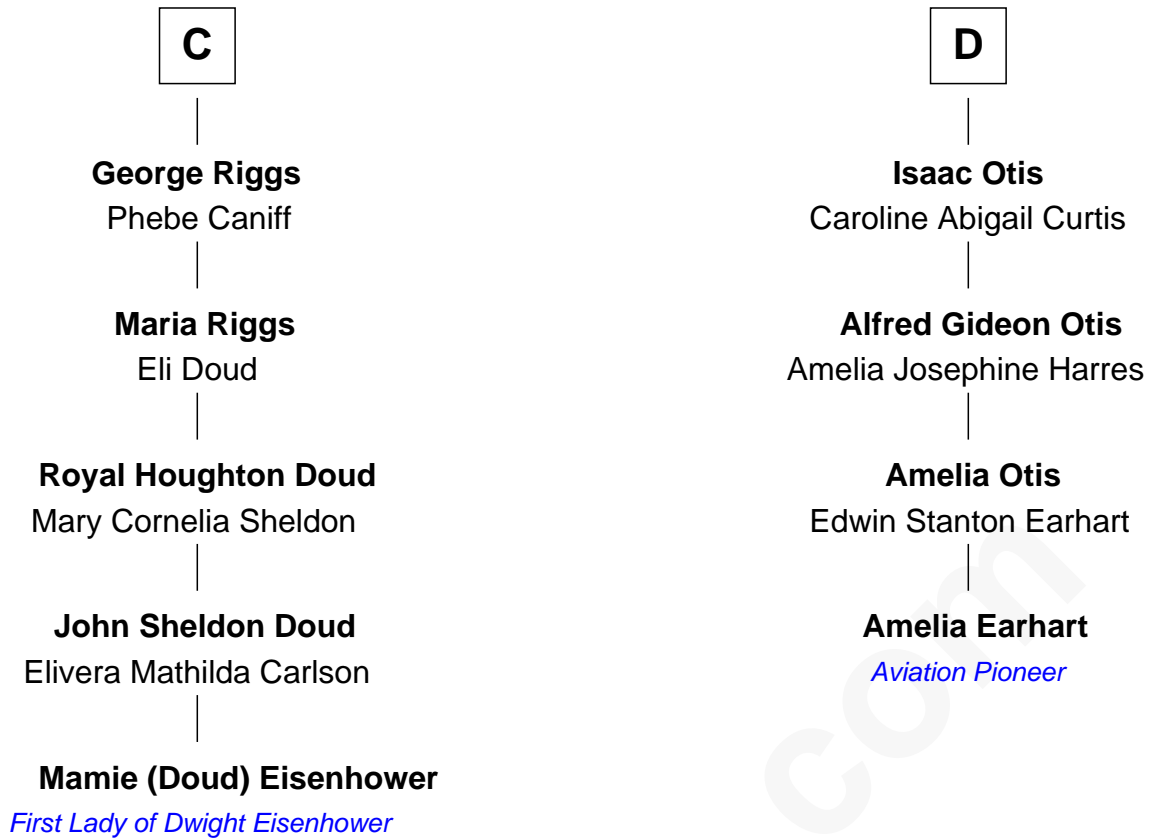 C
George Riggs
Phebe Caniff
Maria Riggs
Eli Doud
Royal Houghton Doud
Mary Cornelia Sheldon
John Sheldon Doud
Elivera Mathilda Carlson
Mamie (Doud) Eisenhower
First Lady of Dwight Eisenhower
D
Isaac Otis
Caroline Abigail Curtis
Alfred Gideon Otis
Amelia Josephine Harres
Amelia Otis
Edwin Stanton Earhart
Amelia Earhart
Aviation Pioneer
com